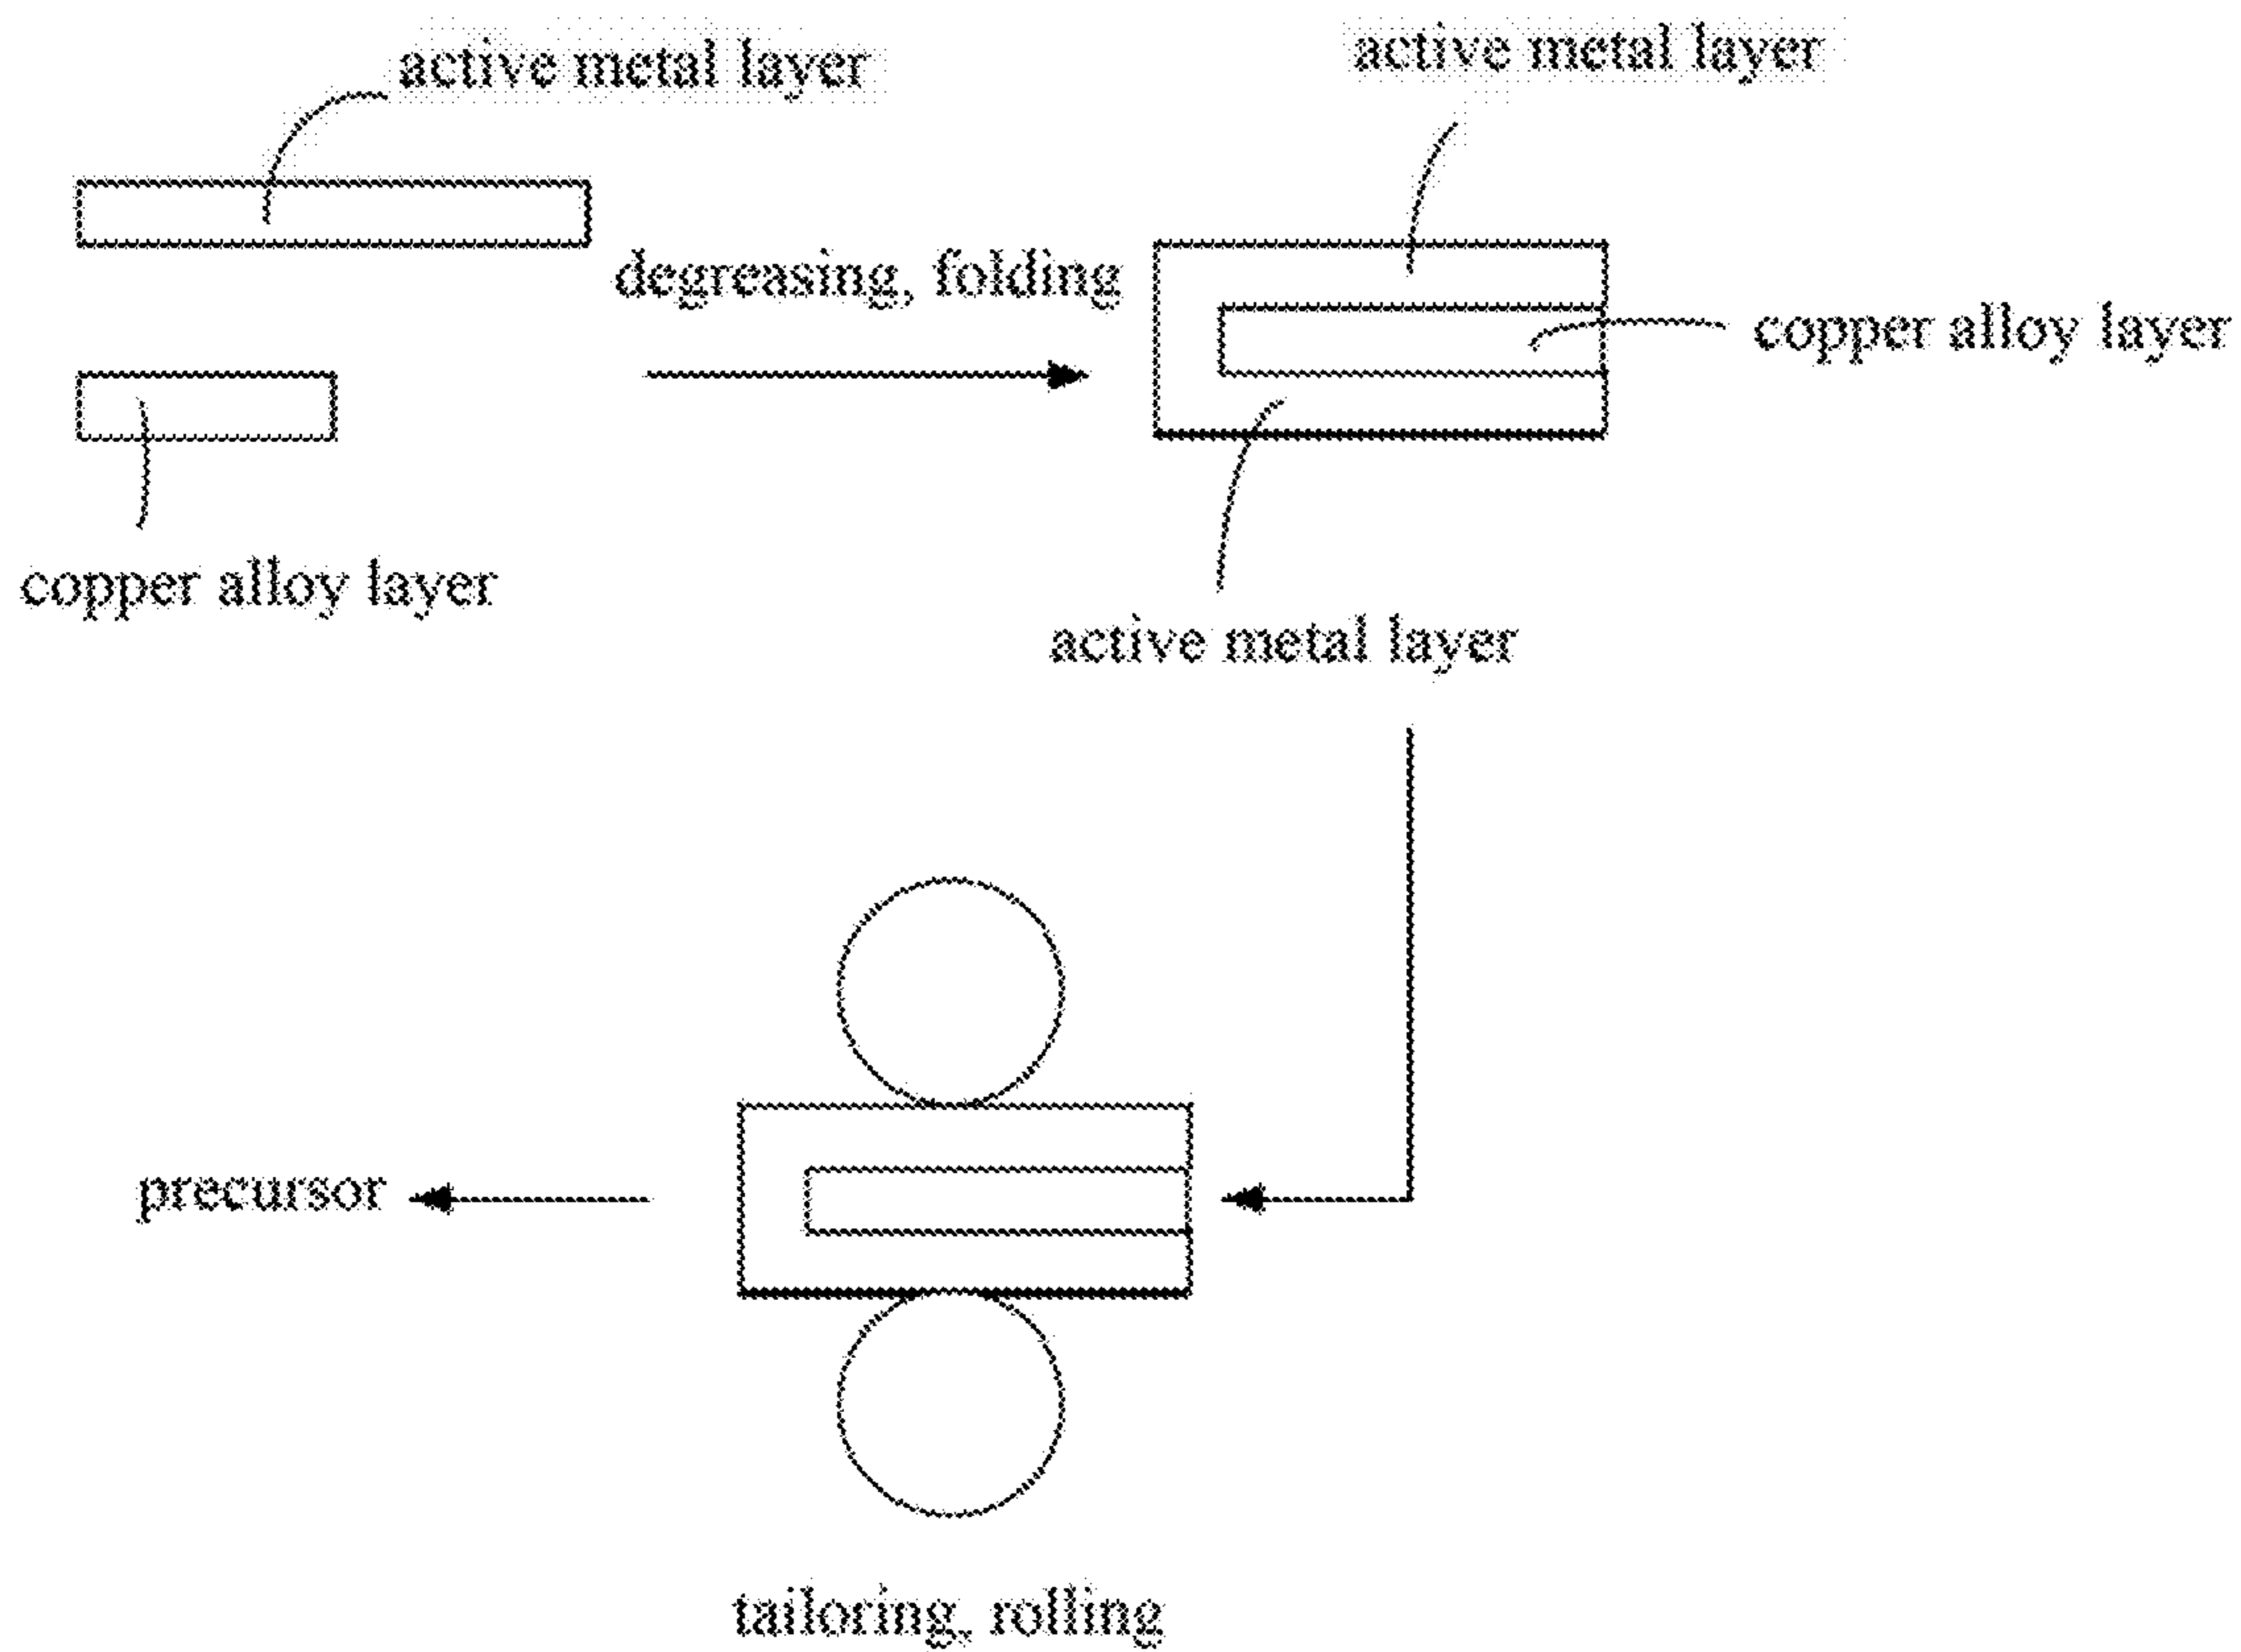 active metal layer
active metal layer
degreasing, folding
copper alloy layer
copper alloy layer
active metal layer
precursor
tailoring, rolling